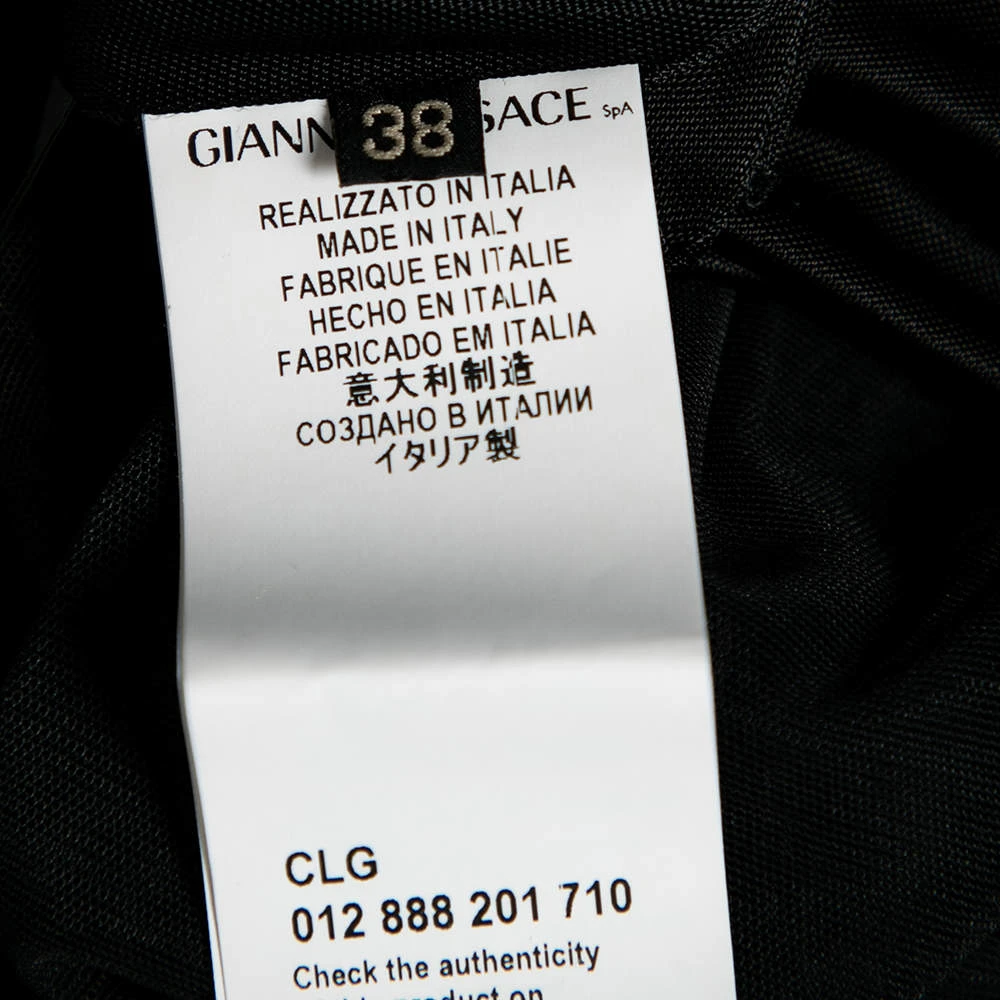 GIANN SACE SpA
38
REALIZZATO IN ITALIA
MADE IN ITALY
FABRIQUE EN ITALIE
HECHO EN ITALIA
FABRICADO EM ITALIA
意大利制造
СОЗДАНО В ИТАЛИИ
イタリア製
CLG
012 888 201 710
Check the authenticity
product on